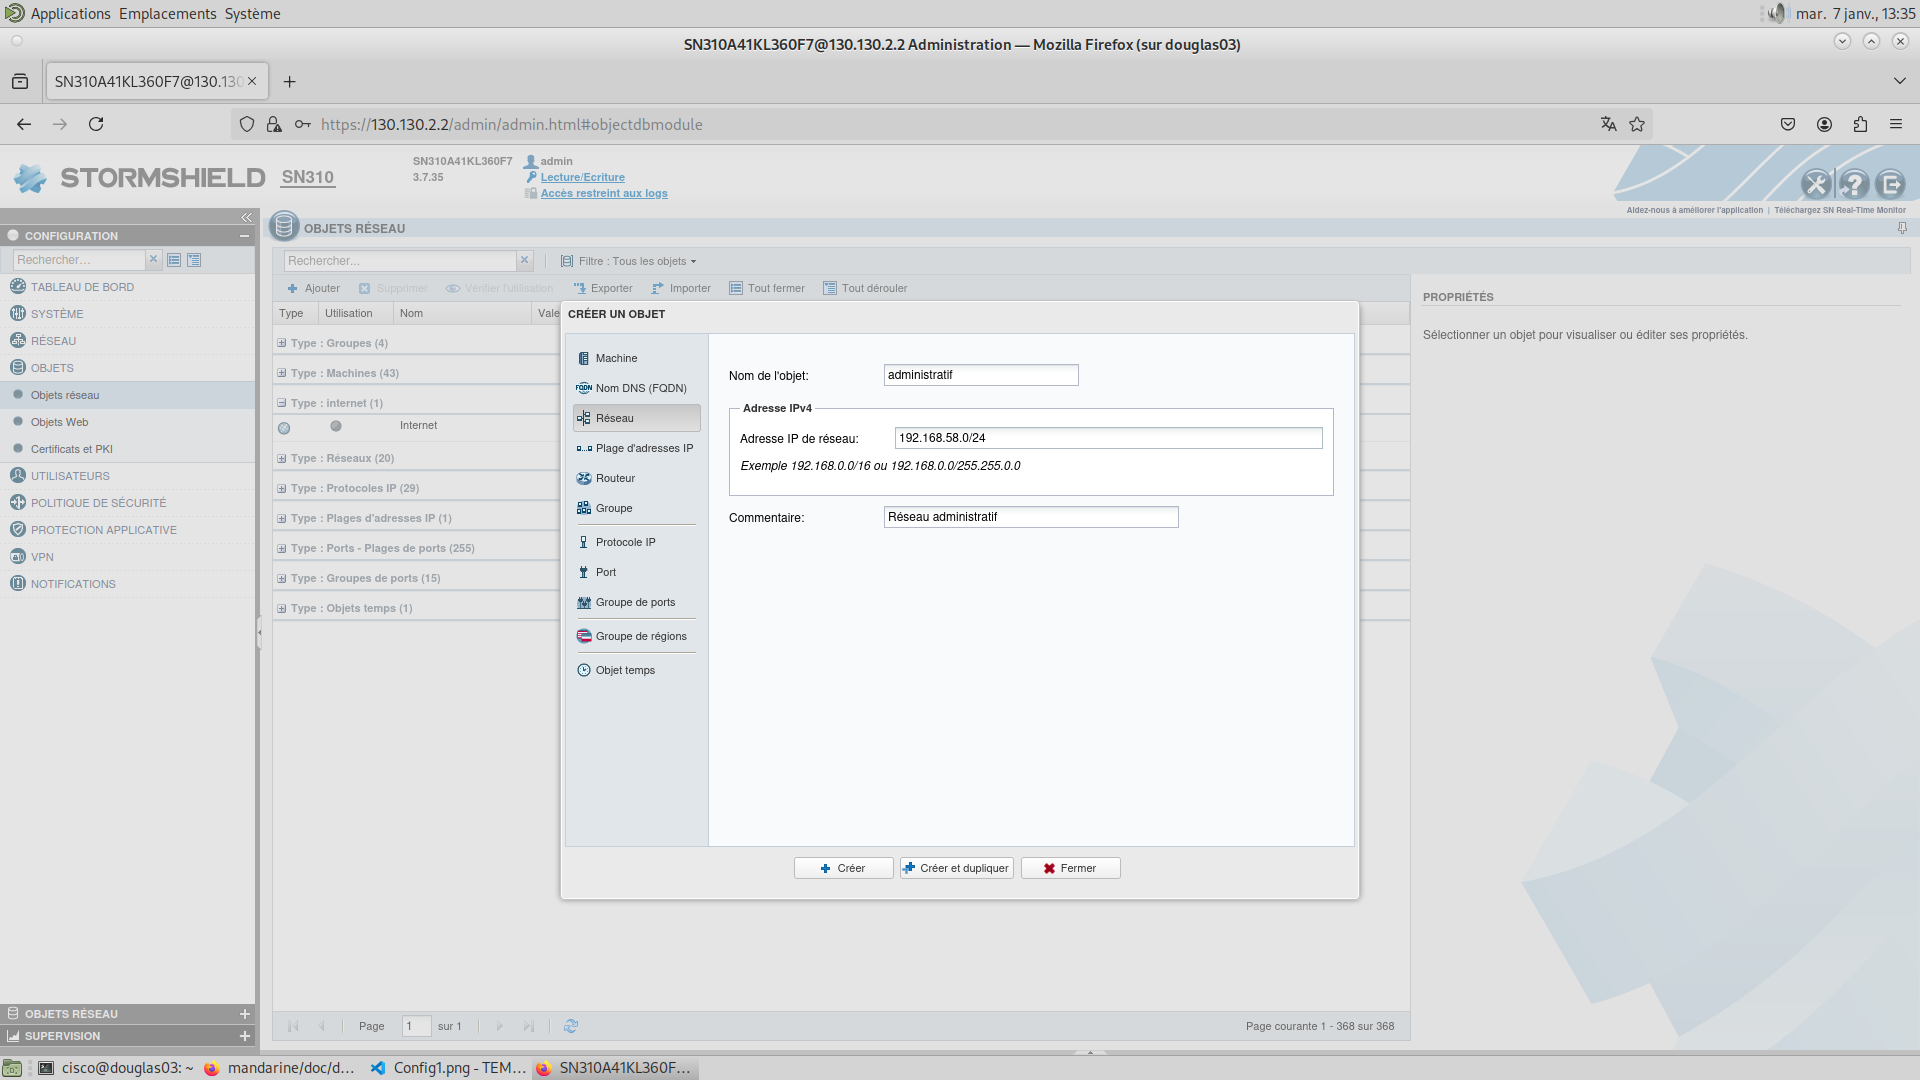 Applications Emplacements Système
mar. 7 janv., 13:35
SN310A41KL360F7@130.130.2.2 Administration — Mozilla Firefox (sur douglas03)
SN310A41KL360F7@130.130
https://130.130.2.2/admin/admin.html#objectdbmodule
STORMSHIELD SN310
SN310A41KL360F7
3.7.35
admin
Lecture/Ecriture
Accès restreint aux logs
Aidez-nous à améliorer l'application | Téléchargez SN Real-Time Monitor
CONFIGURATION
Rechercher...
TABLEAU DE BORD
SYSTÈME
RÉSEAU
OBJETS
Objets réseau
Objets Web
Certificats et PKI
UTILISATEURS
POLITIQUE DE SÉCURITÉ
PROTECTION APPLICATIVE
VPN
NOTIFICATIONS
OBJETS RÉSEAU
SUPERVISION
OBJETS RÉSEAU
Rechercher...
Filtre : Tous les objets
Ajouter Supprimer Vérifier l'utilisation Exporter Importer Tout fermer Tout dérouler
Type Utilisation Nom Vale
Type : Groupes (4)
Type : Machines (43)
Type : internet (1)
Internet
Type : Réseaux (20)
Type : Protocoles IP (29)
Type : Plages d'adresses IP (1)
Type : Ports - Plages de ports (255)
Type : Groupes de ports (15)
Type : Objets temps (1)
Page 1 sur 1
Page courante 1 - 368 sur 368
PROPRIÉTÉS
Sélectionner un objet pour visualiser ou éditer ses propriétés.
CRÉER UN OBJET
Machine
FQDN Nom DNS (FQDN)
Réseau
Plage d'adresses IP
Routeur
Groupe
Protocole IP
Port
Groupe de ports
Groupe de régions
Objet temps
Nom de l'objet: administratif
Adresse IPv4
Adresse IP de réseau: 192.168.58.0/24
Exemple 192.168.0.0/16 ou 192.168.0.0/255.255.0.0
Commentaire: Réseau administratif
Créer Créer et dupliquer Fermer
cisco@douglas03: ~ mandarine/doc/d... Config1.png - TEM... SN310A41KL360F...